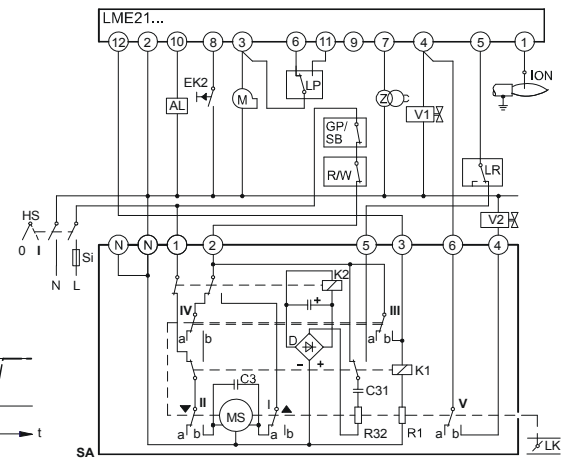 LME21...
12 2 10 8 3 6 11 9 7 4 5 1
EK2
LP
ION
AL
M
Z
C
V1
GP/
SB
R/W
LR
HS
0 I
Si
N L
V2
N N 1 2 5 3 6 4
K2
+
IV
III
a b
a b
D
K1
- +
C3
C31
II
I
V
MS
a b
a b
R32
R1
a b
LK
SA
t